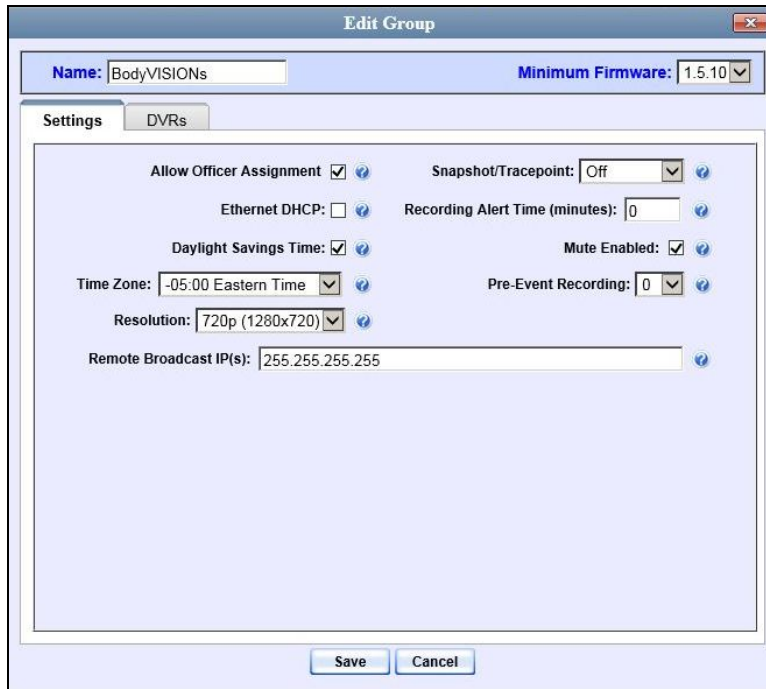 Edit Group
Name: BodyVISIONs Minimum Firmware: 1.5.10
Settings DVRs
Allow Officer Assignment Snapshot/Tracepoint: Off
Ethernet DHCP: Recording Alert Time (minutes): 0
Daylight Savings Time: Mute Enabled:
Time Zone: -05:00 Eastern Time Pre-Event Recording: 0
Resolution: 720p (1280x720)
Remote Broadcast IP(s): 255.255.255.255
Save Cancel